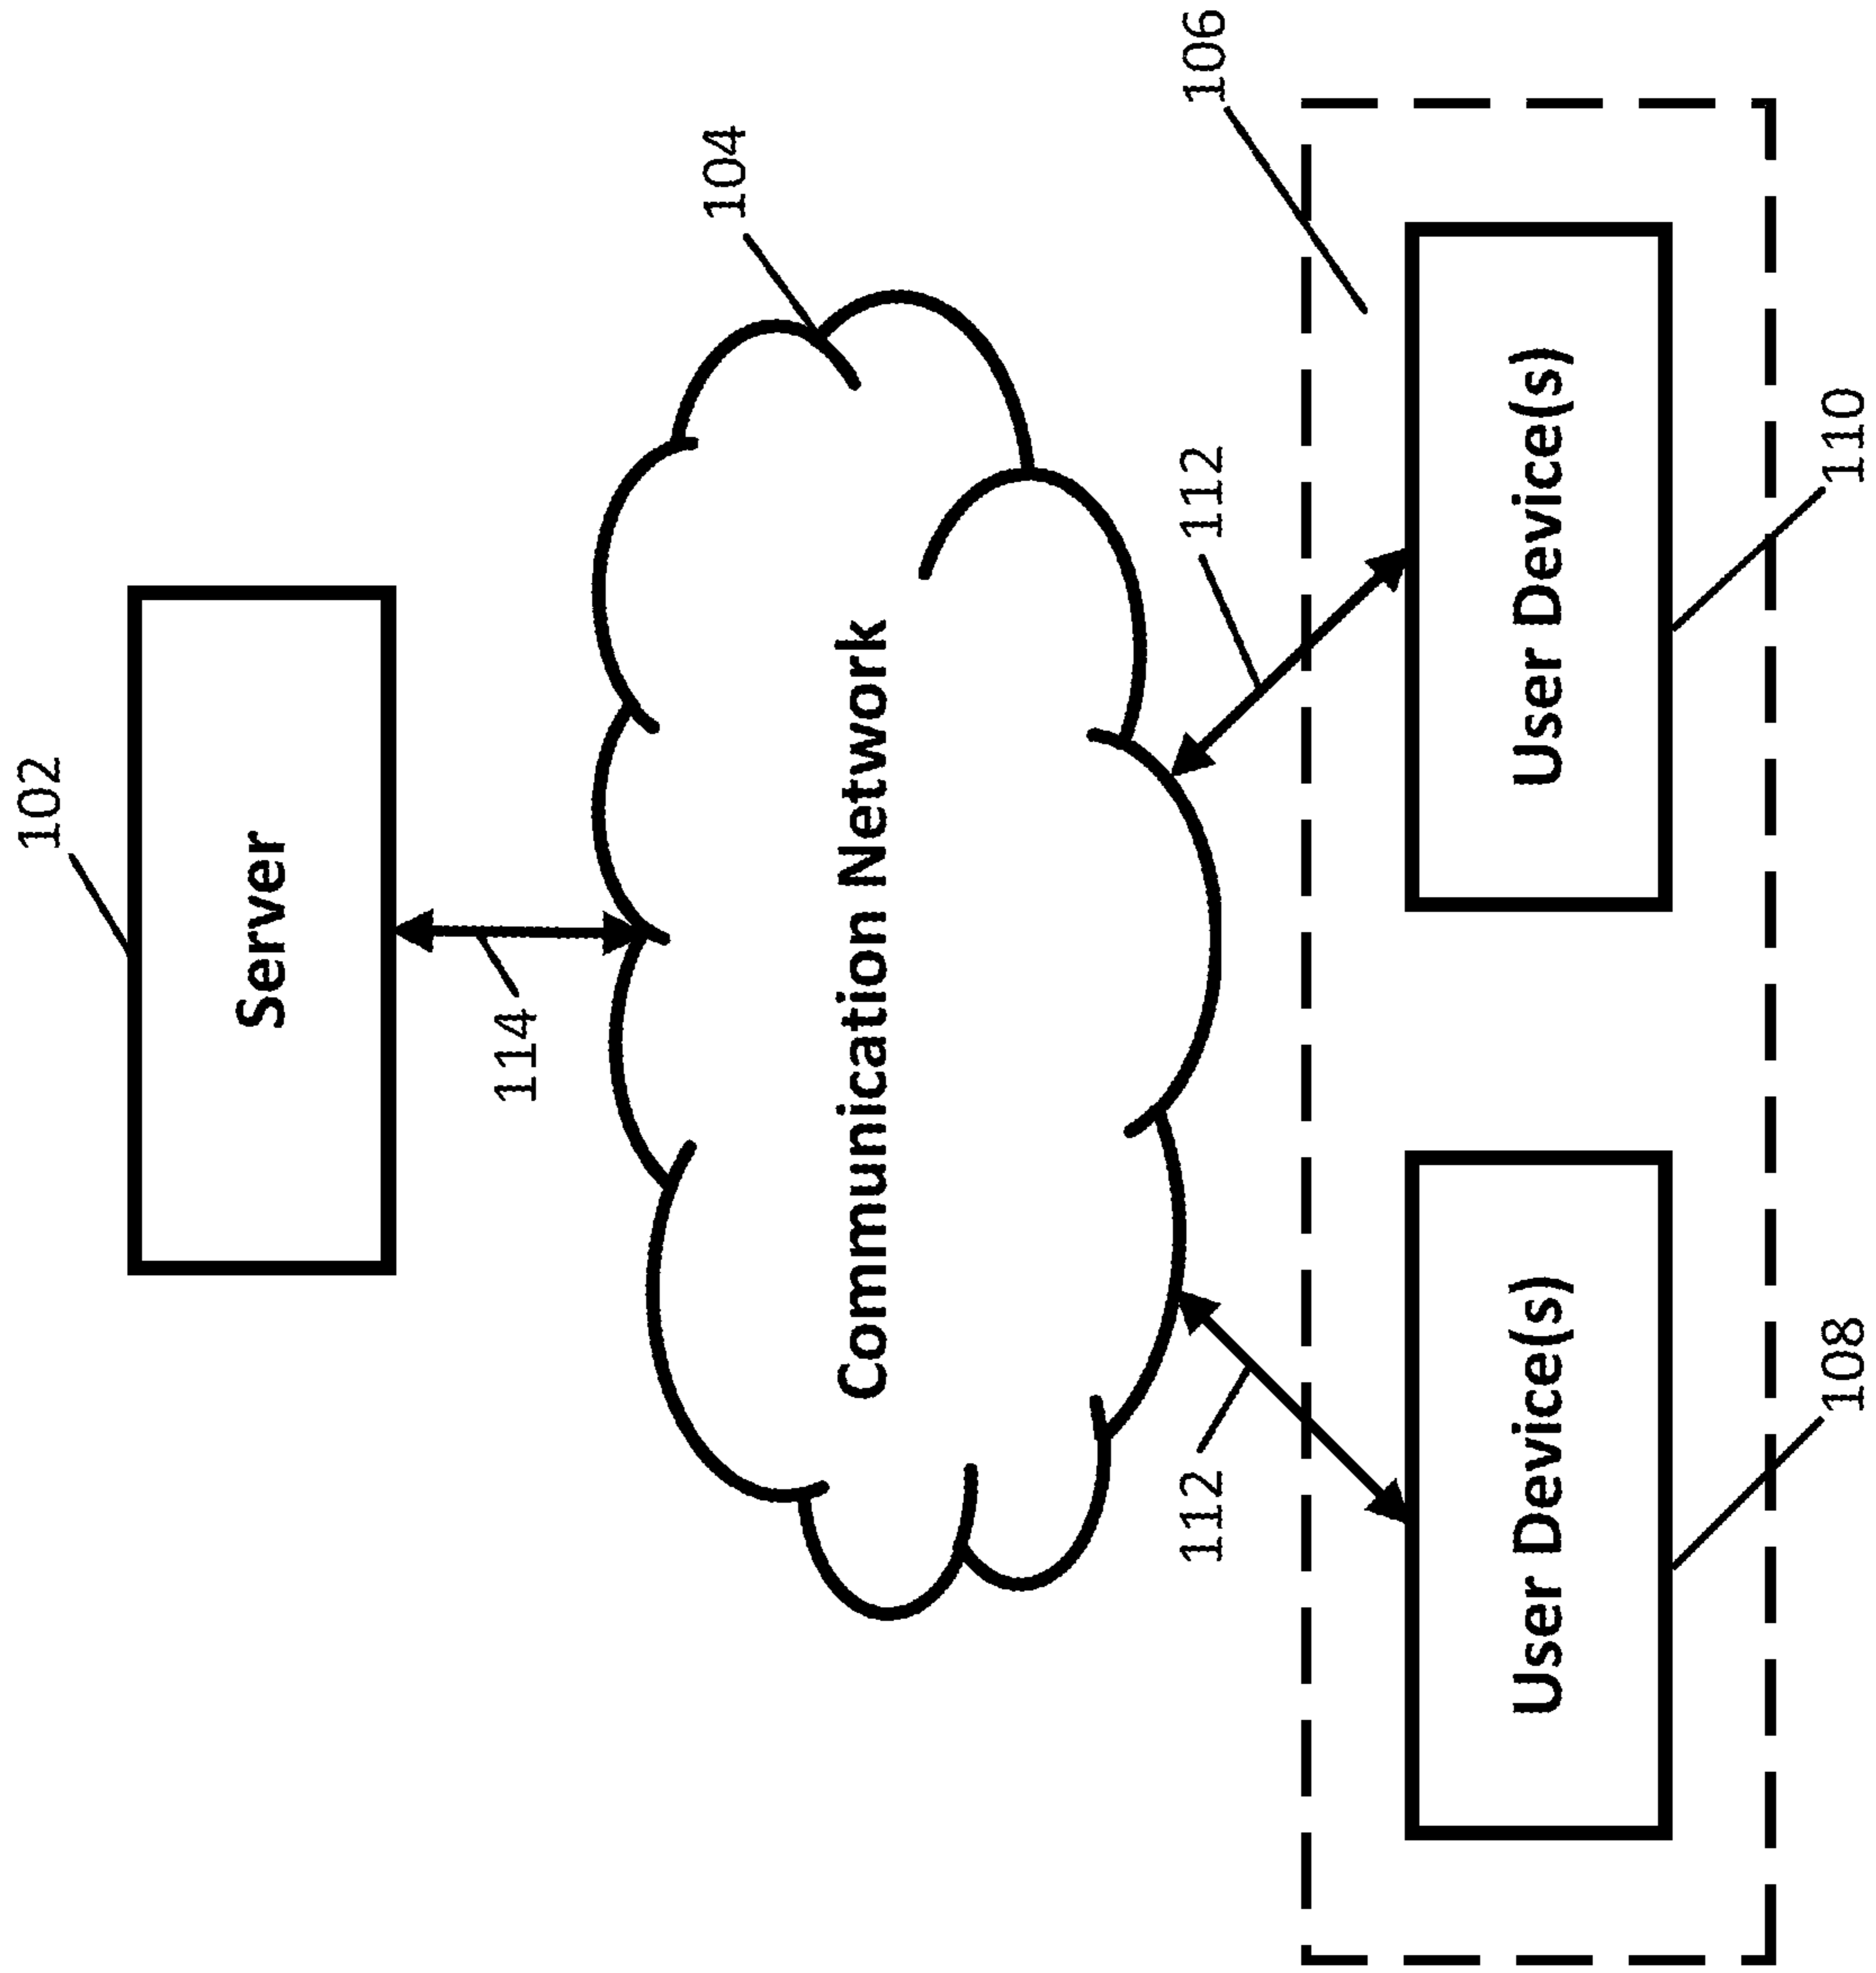 102
Server
114
104
Communication Network
112
112
106
User Device(s)
User Device(s)
108
110